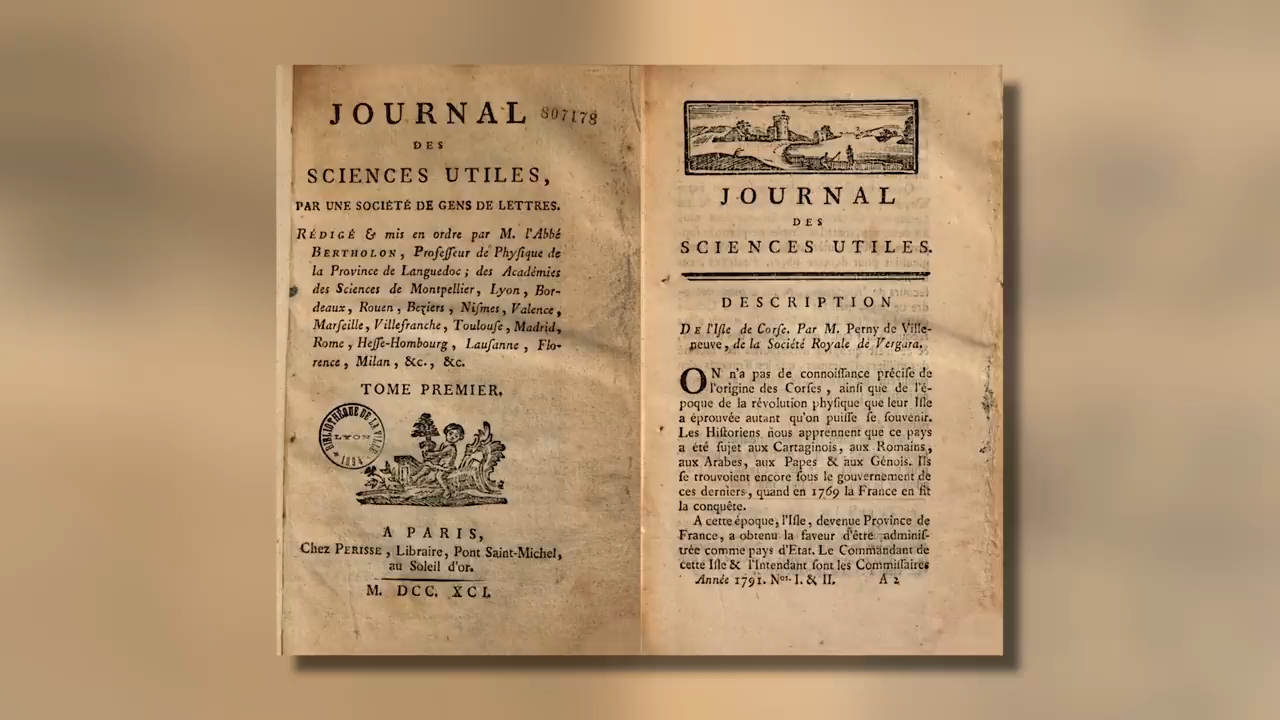 JOURNAL 807178
DES
SCIENCES UTILES,
PAR UNE SOCIÉTÉ DE GENS DE LETTRES.
RÉDIGÉ & mis en ordre par M. l'Abbé
BERTHOLON, Profeſſeur de Phyſique de
la Province de Languedoc; des Académies
des Sciences de Montpellier, Lyon, Bor-
deaux, Rouen, Beziers, Niſmes, Valence,
Marſeille, Villefranche, Toulouſe, Madrid,
Rome, Heſſe-Hombourg, Lauſanne, Flo-
rence, Milan, &c., &c.
TOME PREMIER.
BIBLIOTHÈQUE DE LA VILLE
LYON
1894
A PARIS,
Chez PERISSE, Libraire, Pont Saint-Michel,
au Soleil d'or.
M. DCC. XCI.
JOURNAL
DES
SCIENCES UTILES.
DESCRIPTION
DE l'Iſle de Corſe. Par M. Perny de Ville-
neuve, de la Société Royale de Vergara.
ON n'a pas de connoiſſance préciſe de
l'origine des Corſes, ainſi que de l'é-
poque de la révolution phyſique que leur Iſle
a éprouvée autant qu'on puiſſe ſe ſouvenir.
Les Hiſtoriens nous apprennent que ce pays
a été ſujet aux Cartaginois, aux Romains,
aux Arabes, aux Papes & aux Génois. Ils
ſe trouvoient encore ſous le gouvernement de
ces derniers, quand en 1769 la France en fit
la conquête.
A cette époque, l'Iſle, devenue Province de
France, a obtenu la faveur d'être adminiſ-
trée comme pays d'Etat. Le Commandant de
cette Iſle & l'Intendant ſont les Commiſſaires
Année 1791. Nos. I. & II. A 2